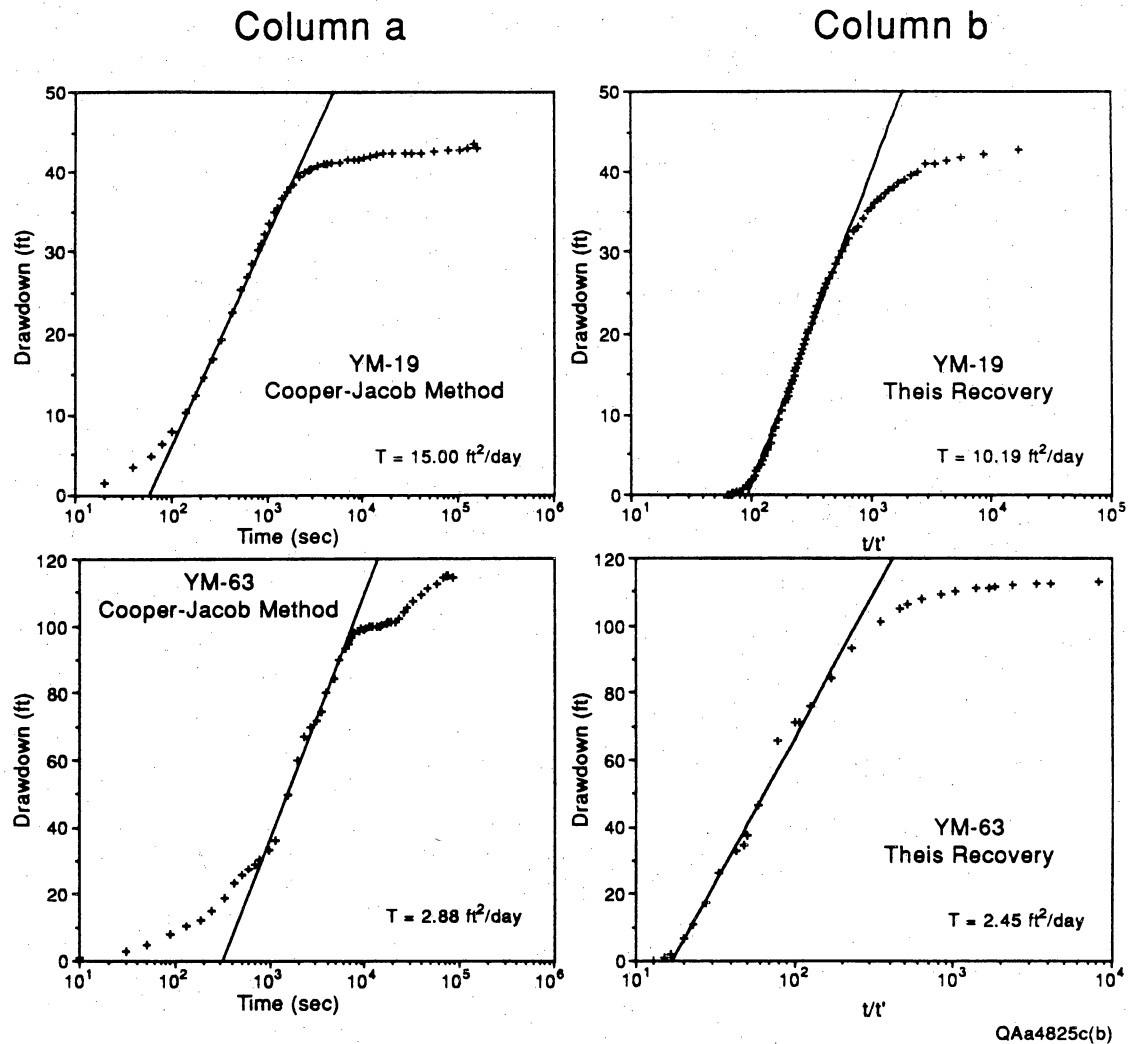 Column a
Column b
50
40
30
20
10
0
Drawdown (ft)
YM-19
Cooper-Jacob Method
T = 15.00 ft²/day
10¹ 10² 10³ 10⁴ 10⁵ 10⁶
Time (sec)
50
40
30
20
10
0
Drawdown (ft)
YM-19
Theis Recovery
T = 10.19 ft²/day
10¹ 10² 10³ 10⁴ 10⁵
t/t'
120
100
80
60
40
20
0
Drawdown (ft)
YM-63
Cooper-Jacob Method
T = 2.88 ft²/day
10¹ 10² 10³ 10⁴ 10⁵ 10⁶
Time (sec)
120
100
80
60
40
20
0
Drawdown (ft)
YM-63
Theis Recovery
T = 2.45 ft²/day
10¹ 10² 10³ 10⁴
t/t'
QAa4825c(b)